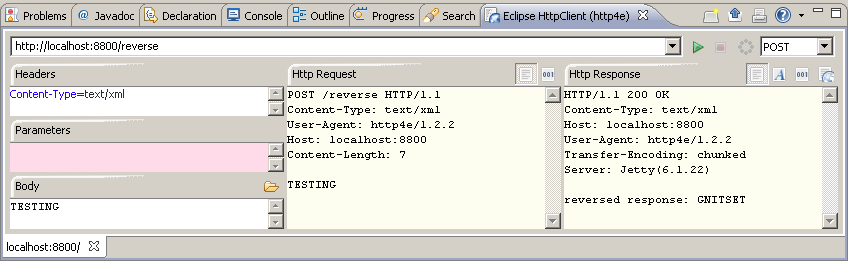 Problems @ Javadoc Declaration Console Outline Progress Search Eclipse HttpClient (http4e)
http://localhost:8800/reverse POST
Headers
Content-Type=text/xml
Parameters
Body
TESTING
Http Request 001
POST /reverse HTTP/1.1
Content-Type: text/xml
User-Agent: http4e/1.2.2
Host: localhost:8800
Content-Length: 7
TESTING
Http Response A 001
HTTP/1.1 200 OK
Content-Type: text/xml
Host: localhost:8800
User-Agent: http4e/1.2.2
Transfer-Encoding: chunked
Server: Jetty(6.1.22)
reversed response: GNITSET
localhost:8800/